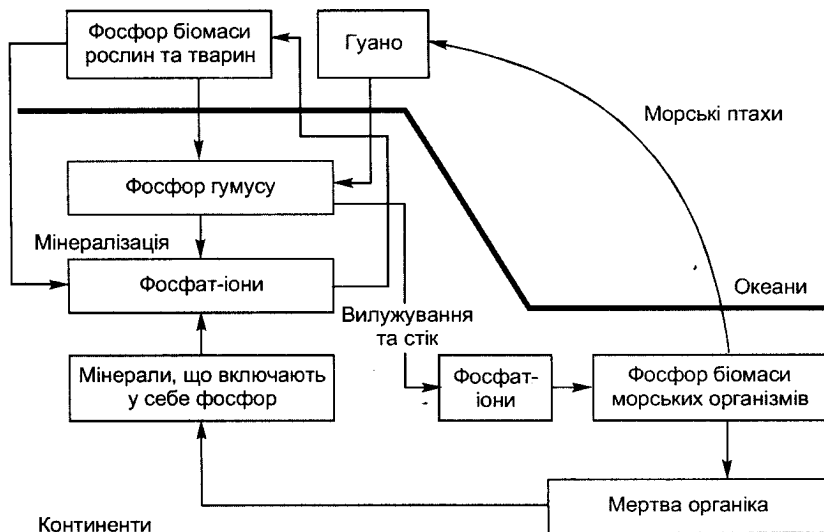 Фосфор біомаси
рослин та тварин
Гуано
Морські птахи
Фосфор гумусу
Мінералізація
Фосфат-іони
Океани
Вилужування
та стік
Мінерали, що включають
у себе фосфор
Фосфат-
іони
Фосфор біомаси
морських організмів
Мертва органіка
Континенти